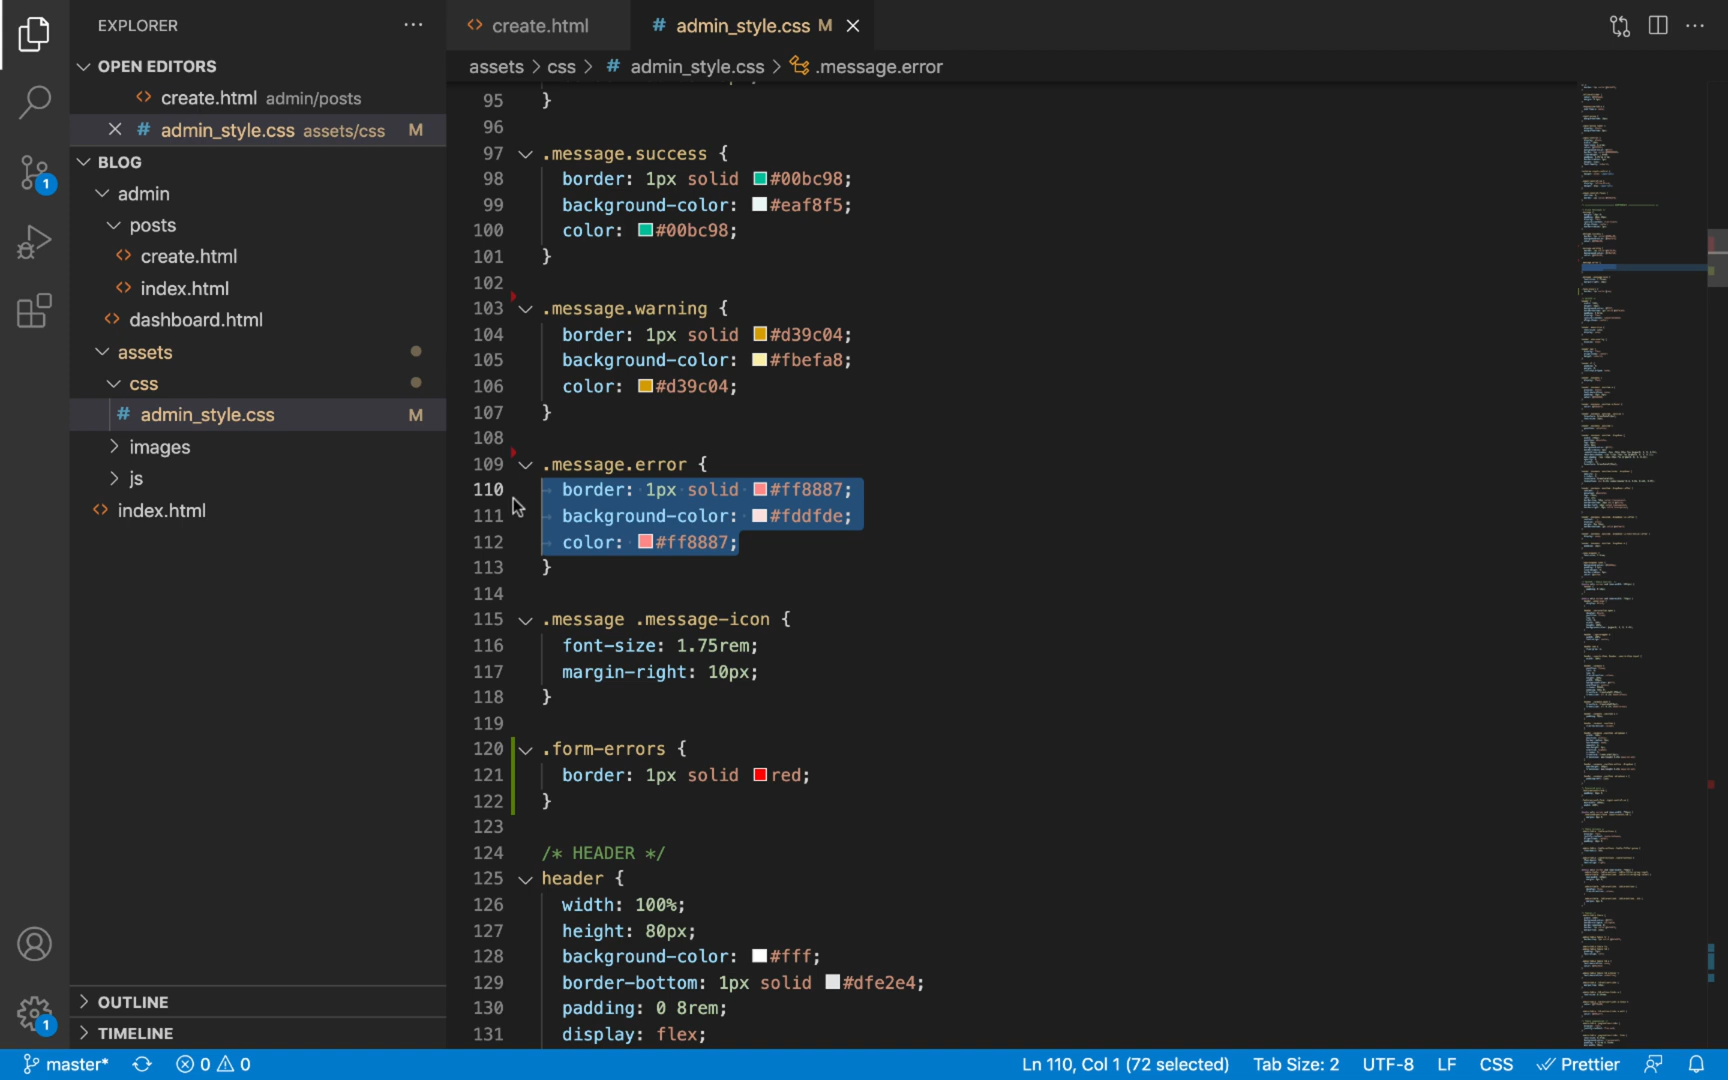 EXPLORER
OPEN EDITORS
create.html admin/posts
admin_style.css assets/css M
BLOG
admin
posts
create.html
index.html
dashboard.html
assets
css
admin_style.css M
images
js
index.html
OUTLINE
TIMELINE
create.html
# admin_style.css M
assets > css > # admin_style.css > .message.error
95 }
96
97 .message.success {
98 border: 1px solid #00bc98;
99 background-color: #eaf8f5;
100 color: #00bc98;
101 }
102
103 .message.warning {
104 border: 1px solid #d39c04;
105 background-color: #fbefa8;
106 color: #d39c04;
107 }
108
109 .message.error {
110 border: 1px solid #ff8887;
111 background-color: #fddfde;
112 color: #ff8887;
113 }
114
115 .message .message-icon {
116 font-size: 1.75rem;
117 margin-right: 10px;
118 }
119
120 .form-errors {
121 border: 1px solid red;
122 }
123
124 /* HEADER */
125 header {
126 width: 100%;
127 height: 80px;
128 background-color: #fff;
129 border-bottom: 1px solid #dfe2e4;
130 padding: 0 8rem;
131 display: flex;
1
1
master* 0 0 Ln 110, Col 1 (72 selected) Tab Size: 2 UTF-8 LF CSS Prettier